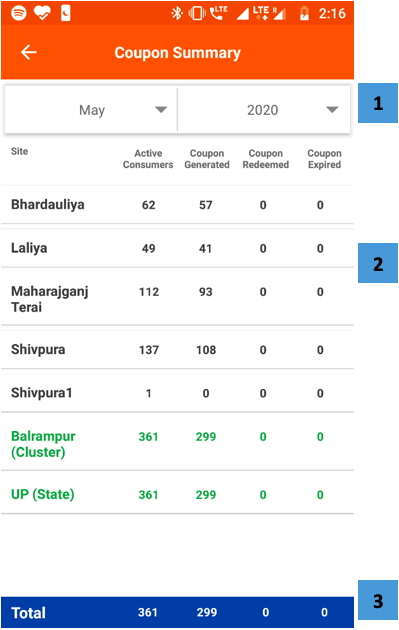 LTE LTE R 2:16
Coupon Summary
May 2020 1
Site Active Consumers Coupon Generated Coupon Redeemed Coupon Expired
Bhardauliya 62 57 0 0
Laliya 49 41 0 0
2
Maharajganj Terai 112 93 0 0
Shivpura 137 108 0 0
Shivpura1 1 0 0 0
Balrampur (Cluster) 361 299 0 0
UP (State) 361 299 0 0
Total 361 299 0 0 3